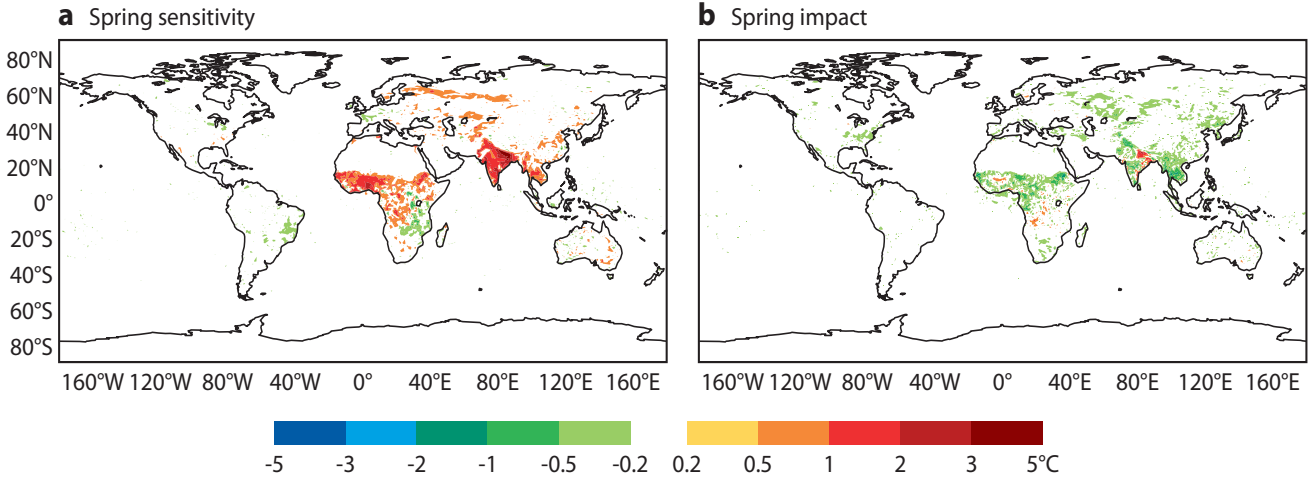 a Spring sensitivity
b Spring impact
80°N
60°N
40°N
20°N
0°
20°S
40°S
60°S
80°S
160°W 120°W 80°W 40°W 0° 40°E 80°E 120°E 160°E
160°W 120°W 80°W 40°W 0° 40°E 80°E 120°E 160°E
-5 -3 -2 -1 -0.5 -0.2 0.2 0.5 1 2 3 5°C